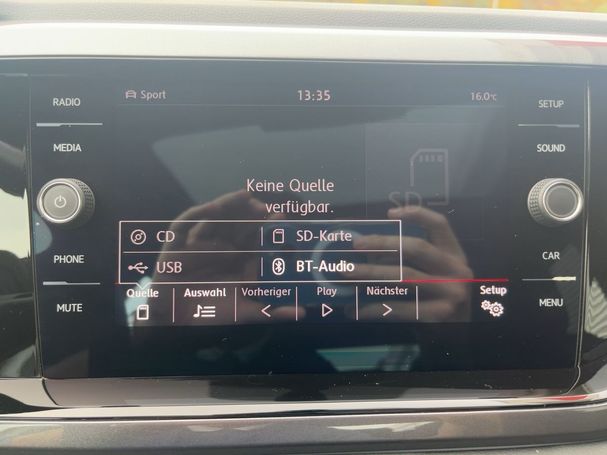 RADIO
MEDIA
PHONE
MUTE
Sport 13:35 16.0°C
SD
Keine Quelle
verfügbar.
CD SD-Karte
USB BT-Audio
Quelle Auswahl Vorheriger Play Nächster Setup
SETUP
SOUND
CAR
MENU